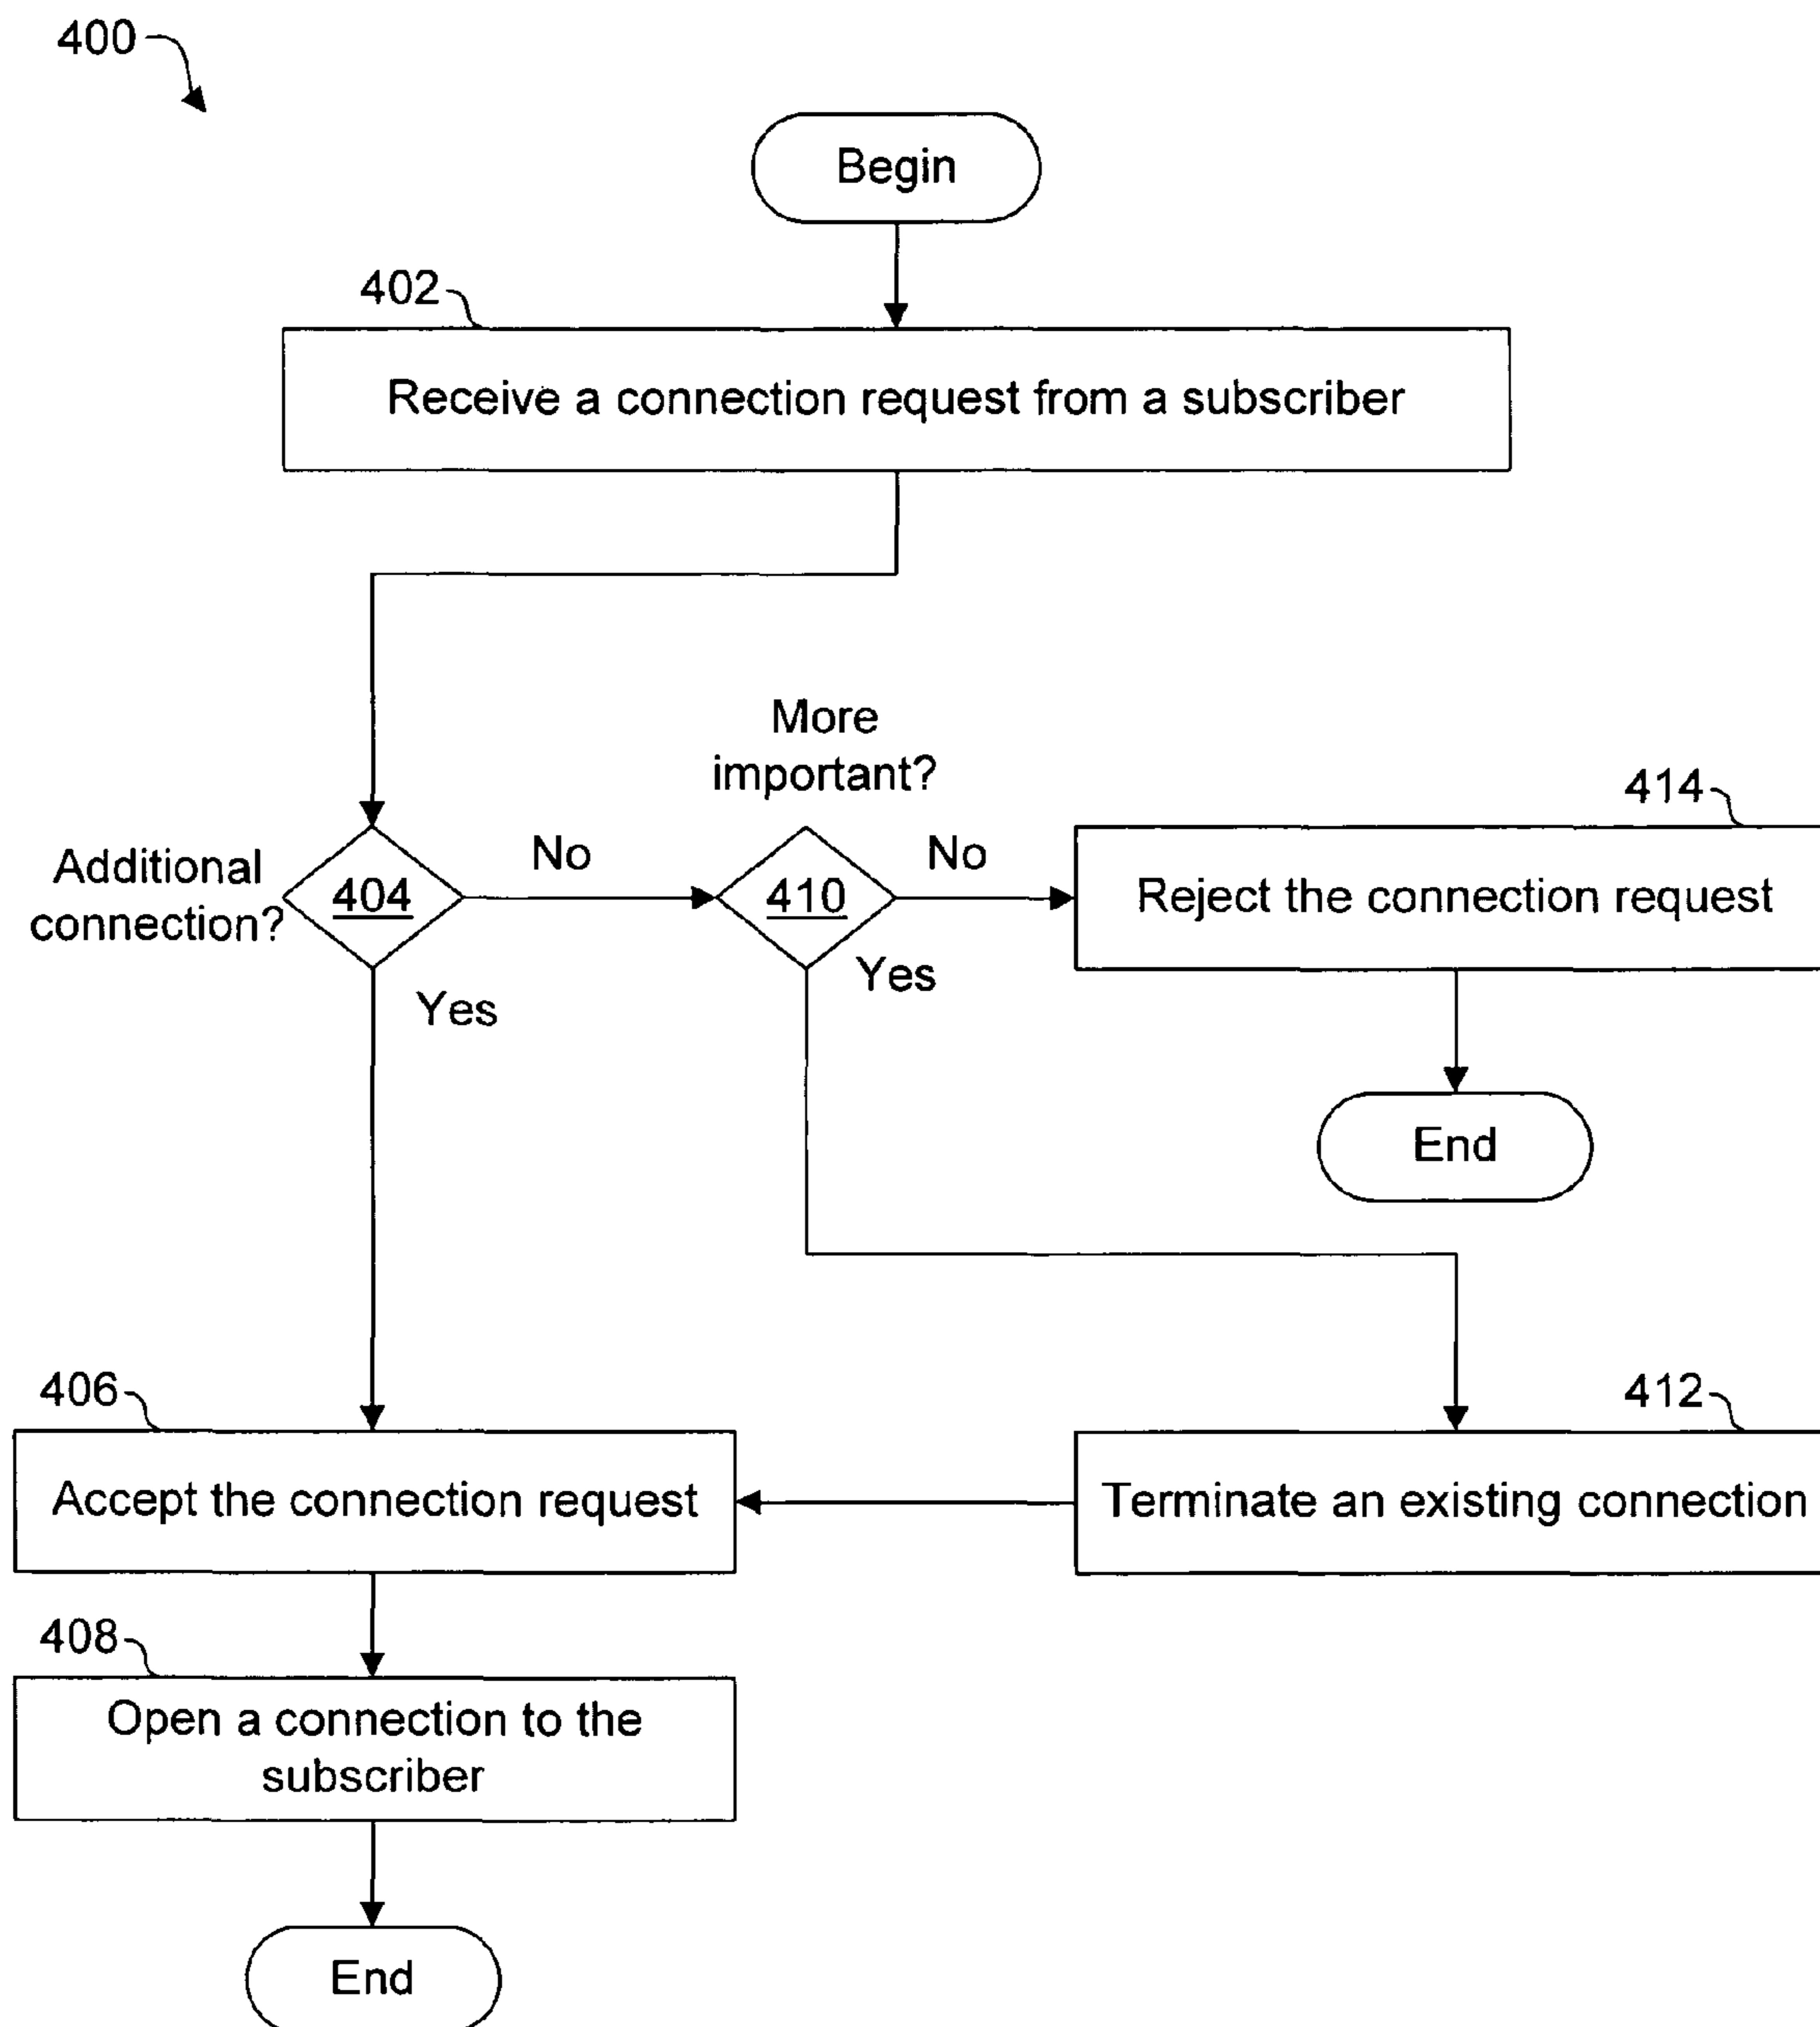 400
Begin
402
Receive a connection request from a subscriber
More
important?
414
Additional
connection?
404
No
410
No
Reject the connection request
Yes
Yes
End
406
412
Accept the connection request
Terminate an existing connection
408
Open a connection to the
subscriber
End